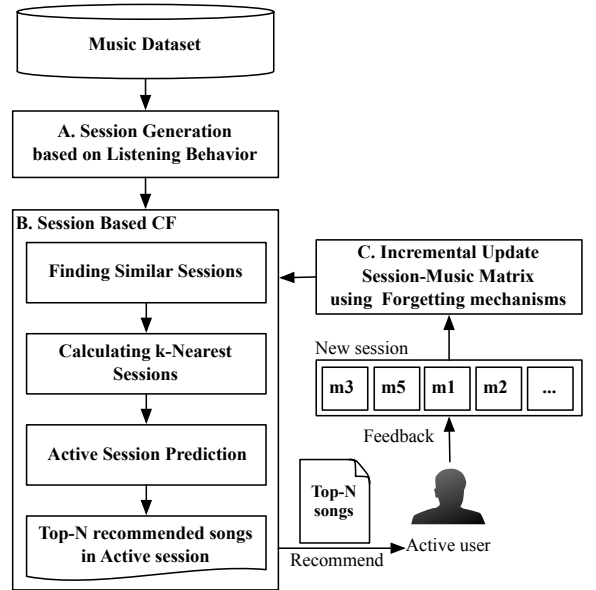 Music Dataset
A. Session Generation
based on Listening Behavior
B. Session Based CF
Finding Similar Sessions
Calculating k-Nearest
Sessions
Active Session Prediction
Top-N recommended songs
in Active session
C. Incremental Update
Session-Music Matrix
using Forgetting mechanisms
New session
m3 m5 m1 m2 ...
Feedback
Top-N
songs
Recommend
Active user